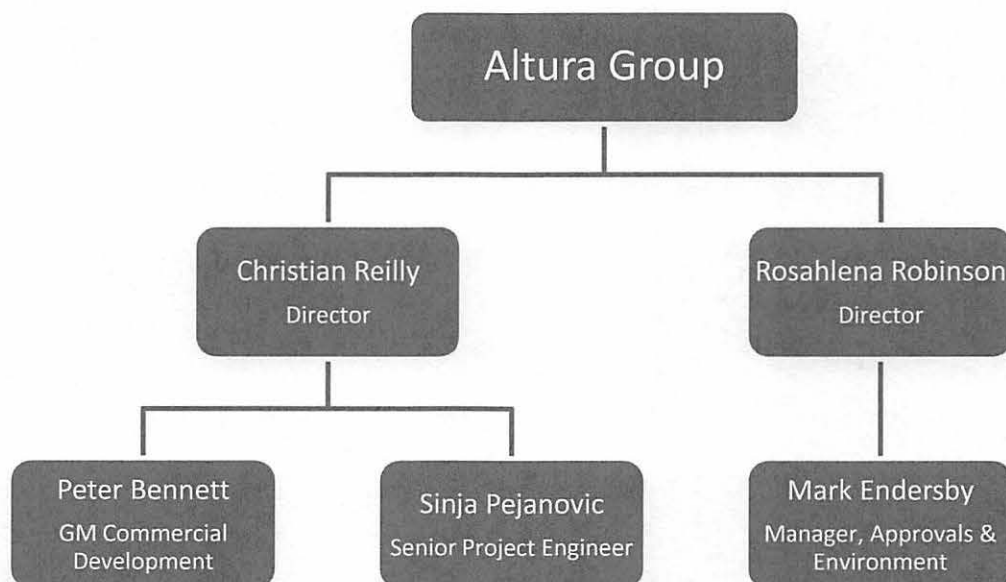 Altura Group
Christian Reilly
Director
Rosahlena Robinson
Director
Peter Bennett
GM Commercial
Development
Sinja Pejanovic
Senior Project Engineer
Mark Endersby
Manager, Approvals &
Environment